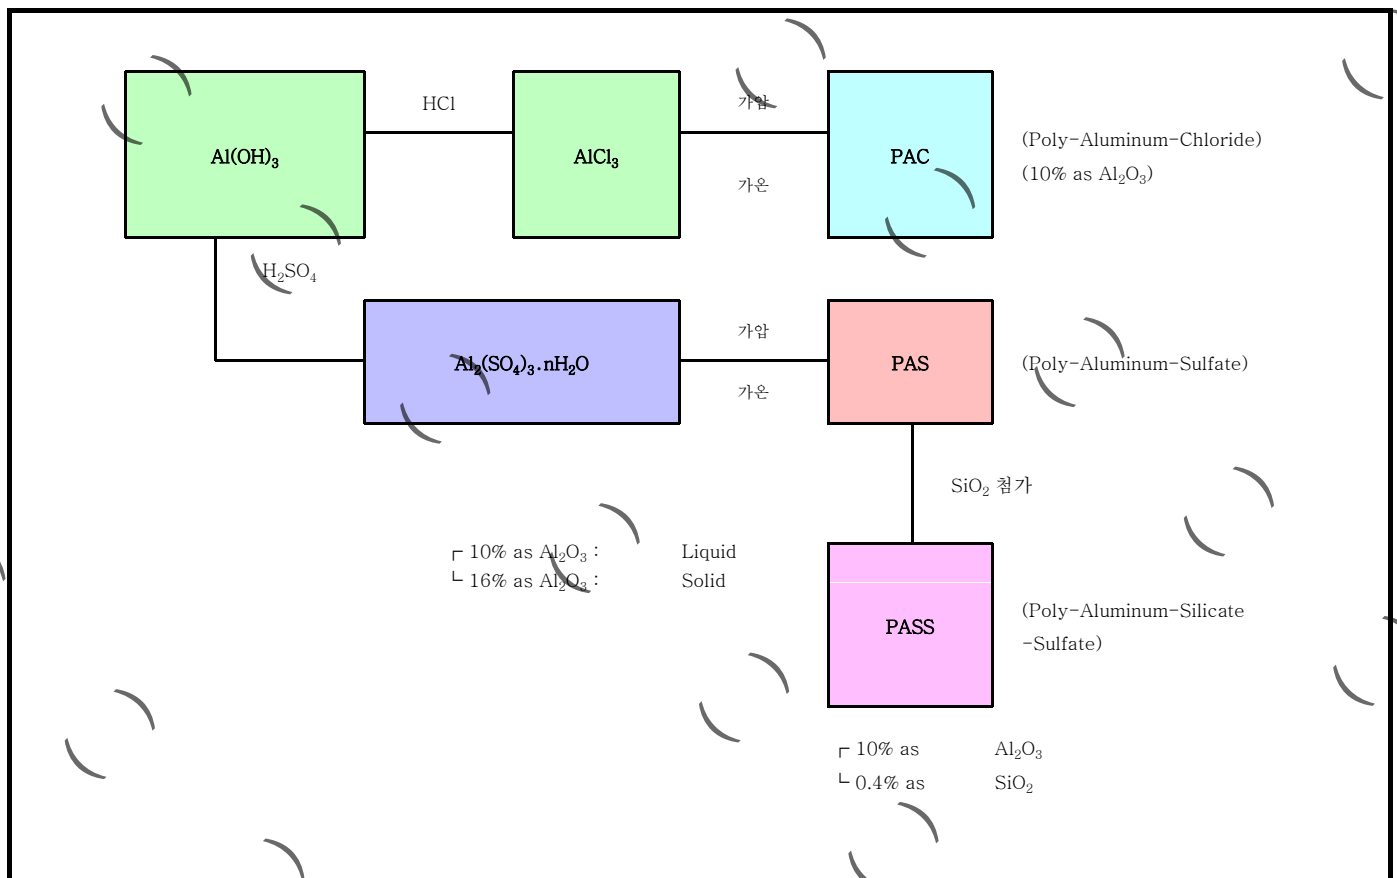 HCl
가압
Al(OH)₃
AlCl₃
PAC
(Poly-Aluminum-Chloride)
(10% as Al₂O₃)
가온
H₂SO₄
가압
Al₂(SO₄)₃.nH₂O
PAS
(Poly-Aluminum-Sulfate)
가온
SiO₂ 첨가
┌ 10% as Al₂O₃ : Liquid
└ 16% as Al₂O₃ : Solid
PASS
(Poly-Aluminum-Silicate
-Sulfate)
┌ 10% as Al₂O₃
└ 0.4% as SiO₂